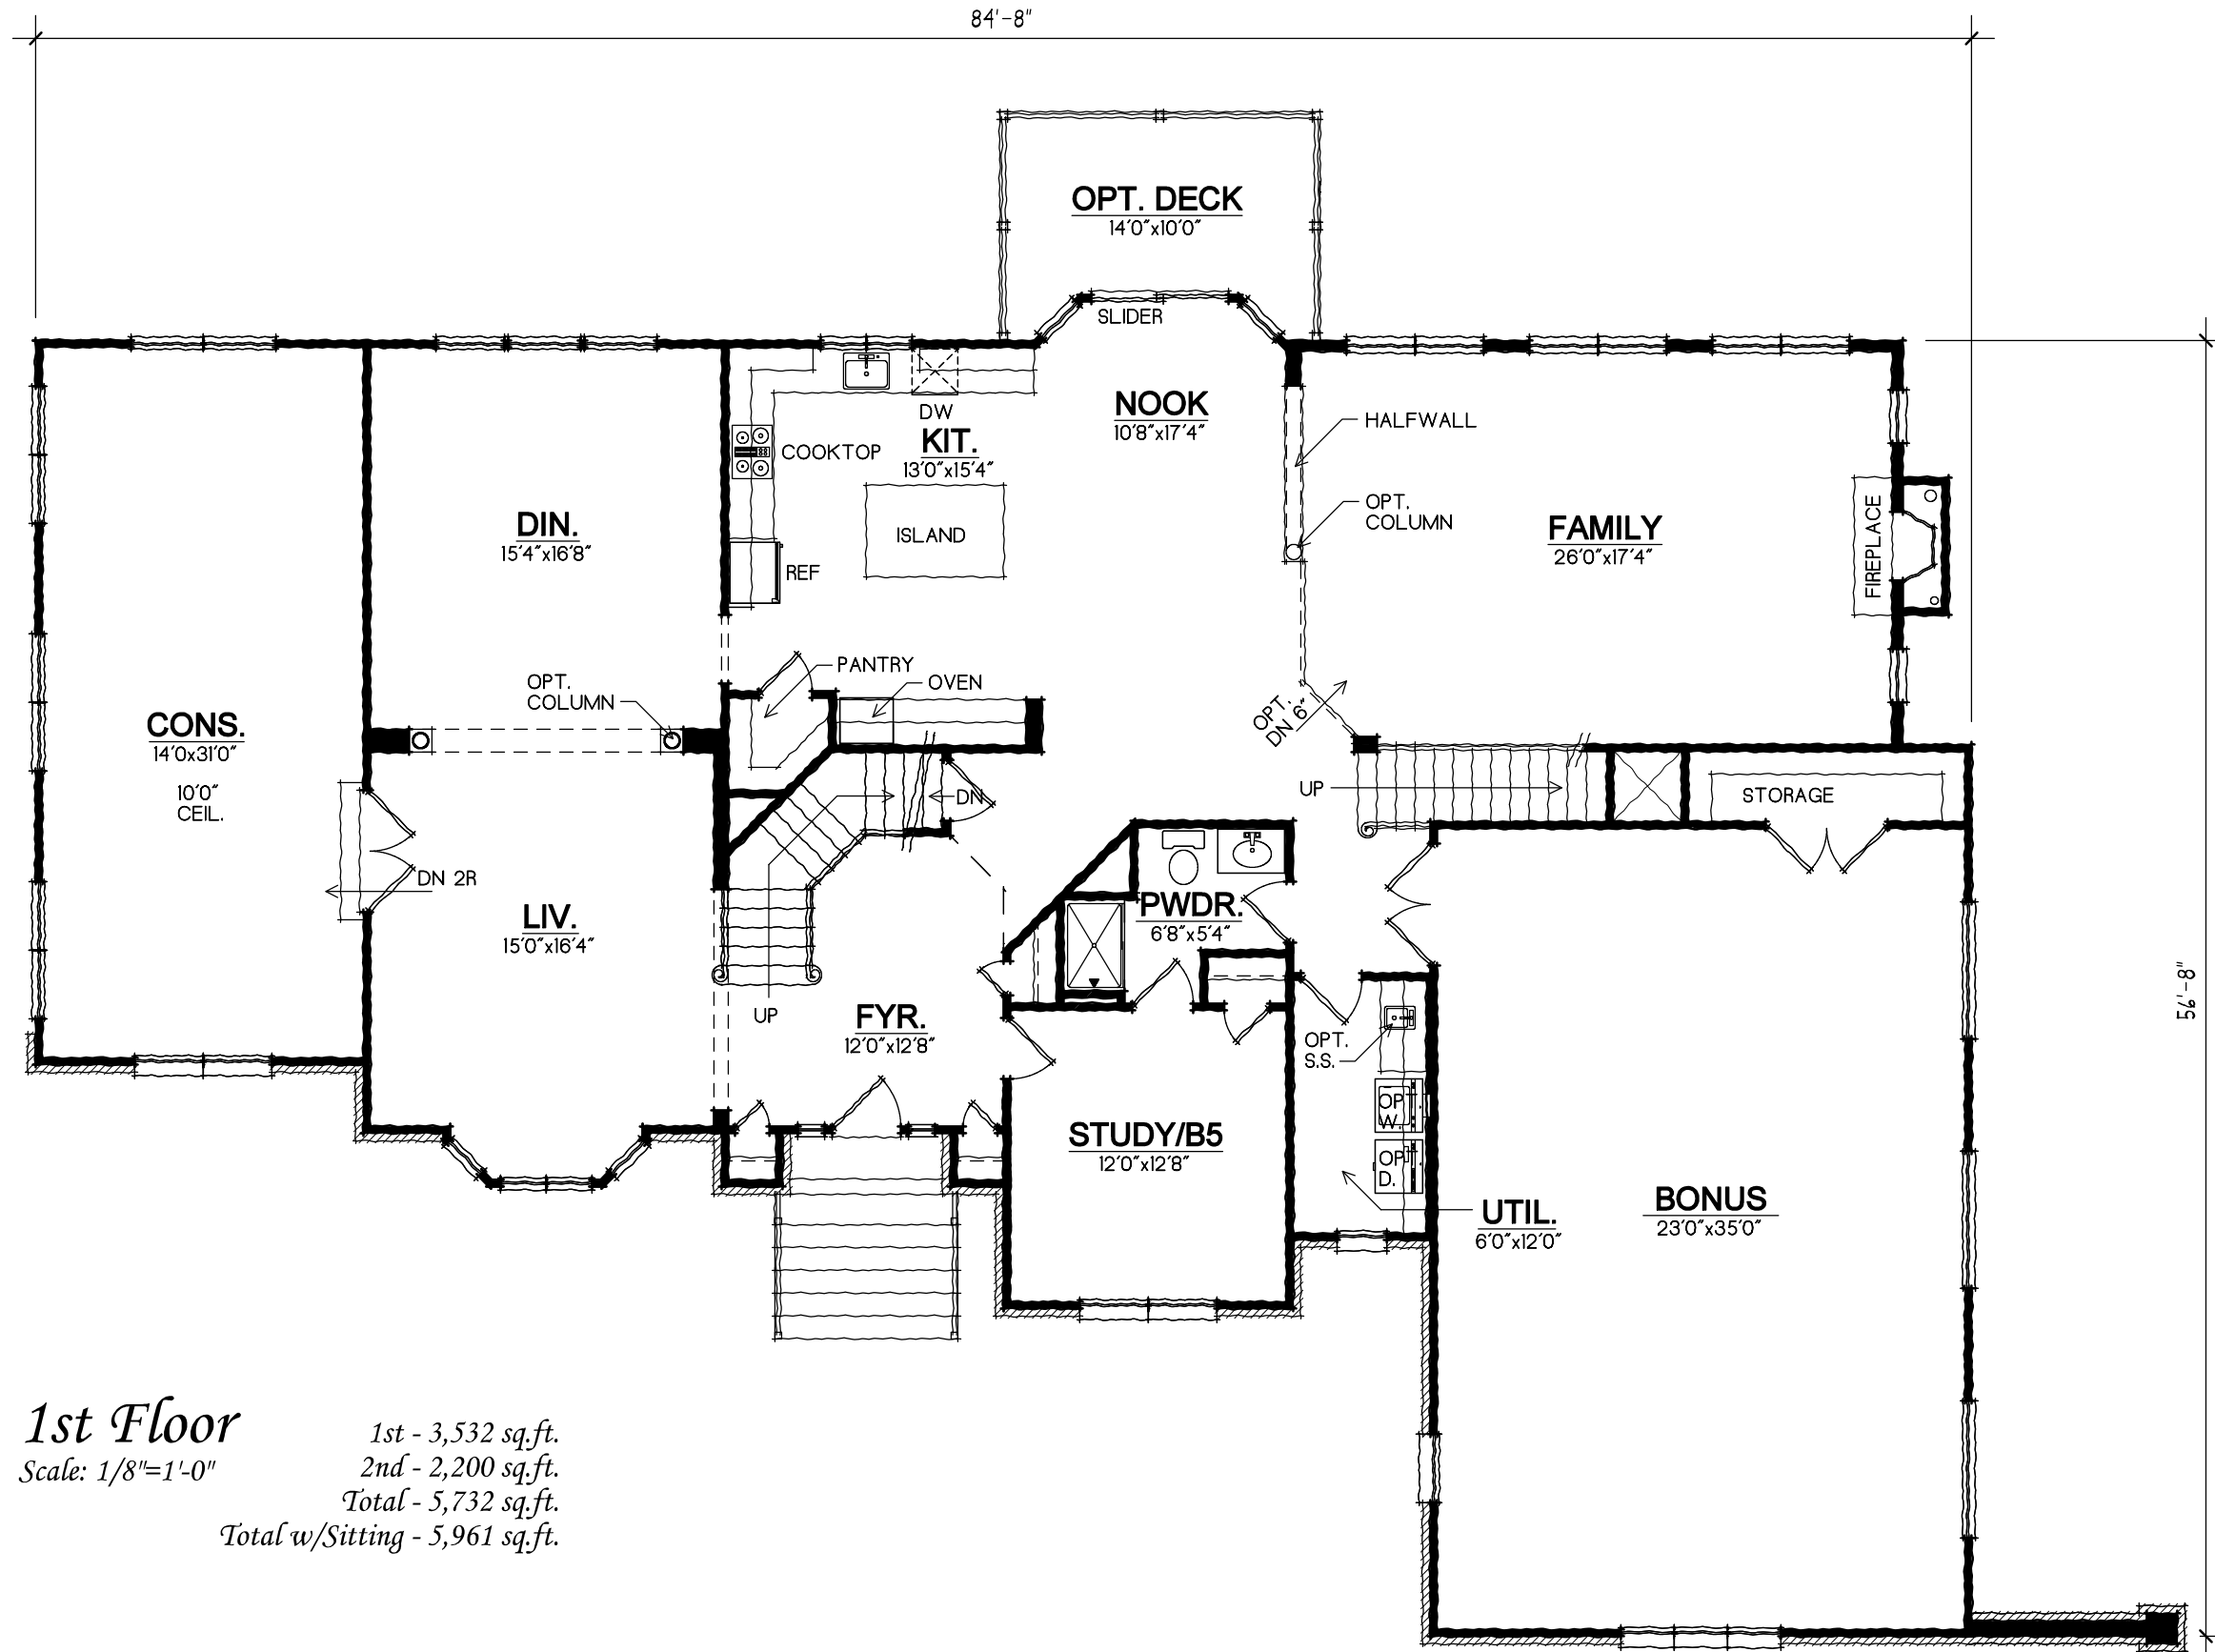 84'-8"
OPT. DECK
14'0"x10'0"
SLIDER
NOOK
10'8"x17'4"
HALFWALL
DW
KIT.
13'0"x15'4"
COOKTOP
OPT.
COLUMN
DIN.
15'4"x16'8"
ISLAND
FAMILY
26'0"x17'4"
FIREPLACE
REF
PANTRY
OVEN
OPT.
COLUMN
OPT.
DN 6"
CONS.
14'0x31'0"
10'0"
CEIL.
DN
UP
STORAGE
DN 2R
LIV.
15'0"x16'4"
PWDR.
6'8"x5'4"
56'-8"
UP
FYR.
12'0"x12'8"
OPT.
S.S.
OPT.
W.
STUDY/B5
12'0"x12'8"
OPT.
D.
UTIL.
6'0"x12'0"
BONUS
23'0"x35'0"
1st Floor
Scale: 1/8"=1'-0"
1st - 3,532 sq.ft.
2nd - 2,200 sq.ft.
Total - 5,732 sq.ft.
Total w/Sitting - 5,961 sq.ft.